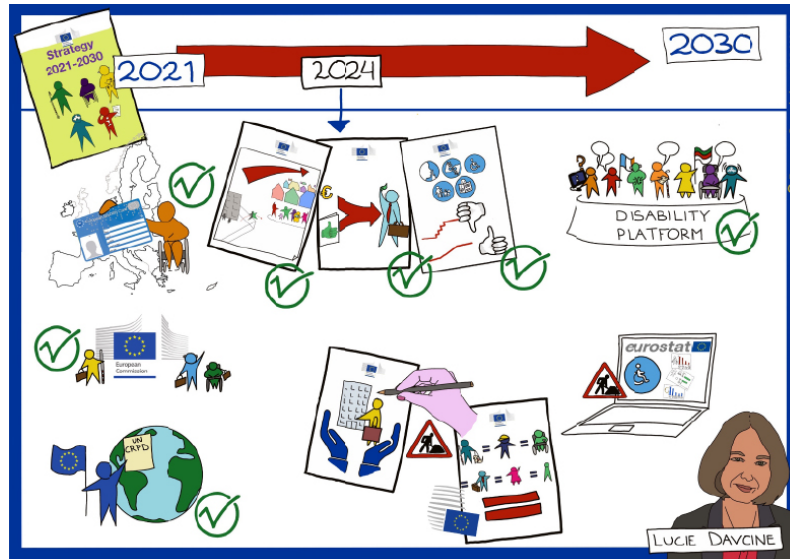 Strategy
2021-2030
2021
2024
2030
€
DISABILITY
PLATFORM
European
Commission
eurostat
UN
CRPD
LUCIE DAVCINE